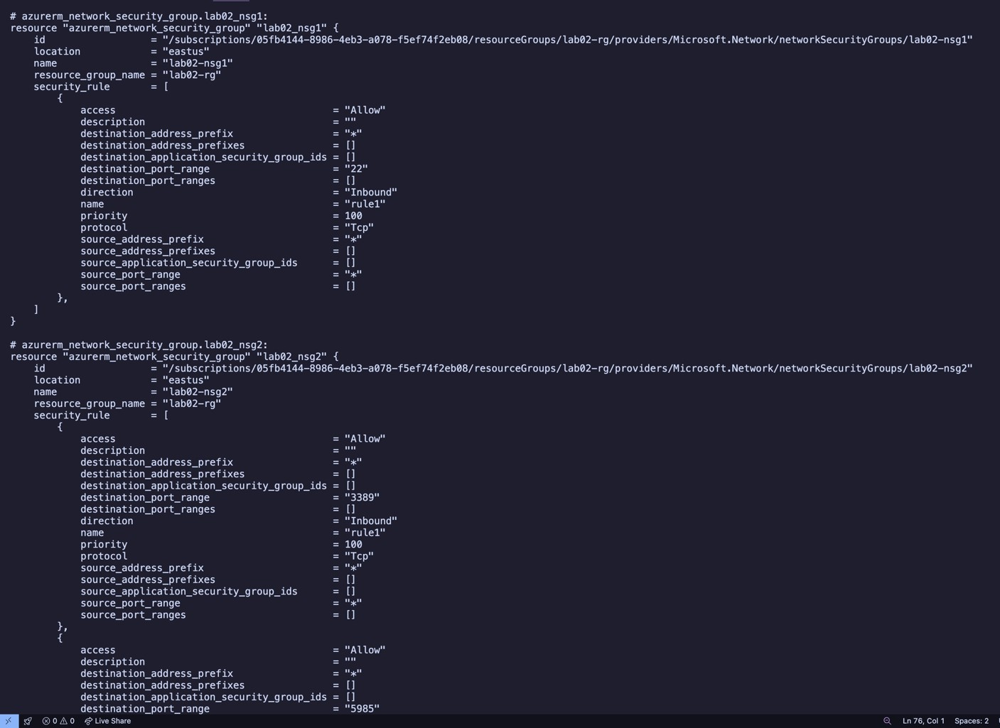 # azurerm_network_security_group.lab02_nsg1:
resource "azurerm_network_security_group" "lab02_nsg1" {
    id                  = "/subscriptions/05fb4144-8986-4eb3-a078-f5ef74f2eb08/resourceGroups/lab02-rg/providers/Microsoft.Network/networkSecurityGroups/lab02-nsg1"
    location            = "eastus"
    name                = "lab02-nsg1"
    resource_group_name = "lab02-rg"
    security_rule       = [
        {
            access                                     = "Allow"
            description                                = ""
            destination_address_prefix                 = "*"
            destination_address_prefixes               = []
            destination_application_security_group_ids = []
            destination_port_range                     = "22"
            destination_port_ranges                    = []
            direction                                  = "Inbound"
            name                                       = "rule1"
            priority                                   = 100
            protocol                                   = "Tcp"
            source_address_prefix                      = "*"
            source_address_prefixes                    = []
            source_application_security_group_ids      = []
            source_port_range                          = "*"
            source_port_ranges                         = []
        },
    ]
}

# azurerm_network_security_group.lab02_nsg2:
resource "azurerm_network_security_group" "lab02_nsg2" {
    id                  = "/subscriptions/05fb4144-8986-4eb3-a078-f5ef74f2eb08/resourceGroups/lab02-rg/providers/Microsoft.Network/networkSecurityGroups/lab02-nsg2"
    location            = "eastus"
    name                = "lab02-nsg2"
    resource_group_name = "lab02-rg"
    security_rule       = [
        {
            access                                     = "Allow"
            description                                = ""
            destination_address_prefix                 = "*"
            destination_address_prefixes               = []
            destination_application_security_group_ids = []
            destination_port_range                     = "3389"
            destination_port_ranges                    = []
            direction                                  = "Inbound"
            name                                       = "rule1"
            priority                                   = 100
            protocol                                   = "Tcp"
            source_address_prefix                      = "*"
            source_address_prefixes                    = []
            source_application_security_group_ids      = []
            source_port_range                          = "*"
            source_port_ranges                         = []
        },
        {
            access                                     = "Allow"
            description                                = ""
            destination_address_prefix                 = "*"
            destination_address_prefixes               = []
            destination_application_security_group_ids = []
            destination_port_range                     = "5985"
0 0 Live Share Ln 76, Col 1 Spaces: 2